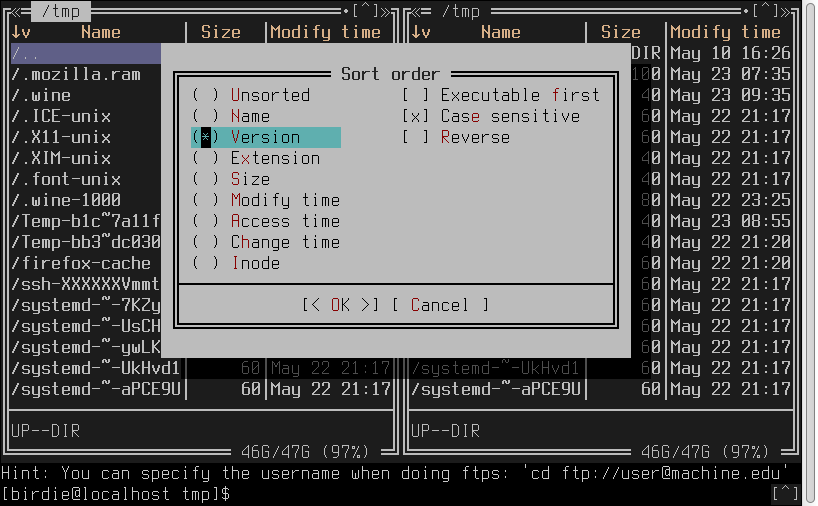 /tmp [^] /tmp [^]
↓v Name Size Modify time ↓v Name Size Modify time
/.. DIR May 10 16:26
/.mozilla.ram Sort order 100 May 23 07:35
/.wine ( ) Unsorted [ ] Executable first 40 May 23 09:35
/.ICE-unix ( ) Name [x] Case sensitive 40 May 22 21:17
/.X11-unix (*) Version [ ] Reverse 60 May 22 21:17
/.XIM-unix ( ) Extension 40 May 22 21:17
/.font-unix ( ) Size 40 May 22 21:17
/.wine-1000 ( ) Modify time 80 May 22 23:25
/Temp-b1c~7a11f ( ) Access time 40 May 23 08:55
/Temp-bb3~dc030 ( ) Change time 40 May 22 21:20
/firefox-cache ( ) Inode 60 May 22 21:20
/ssh-XXXXXXVmmt 60 May 22 21:17
/systemd-~-7KZy [< OK >] [ Cancel ] 60 May 22 21:17
/systemd-~-UsCH 60 May 22 21:17
/systemd-~-ywLK 60 May 22 21:17
/systemd-~-UkHvd1 60 May 22 21:17 /systemd-~-UkHvd1 60 May 22 21:17
/systemd-~-aPCE9U 60 May 22 21:17 /systemd-~-aPCE9U 60 May 22 21:17
UP--DIR UP--DIR
46G/47G (97%) 46G/47G (97%)
Hint: You can specify the username when doing ftps: 'cd ftp://user@machine.edu'
[birdie@localhost tmp]$ [^]